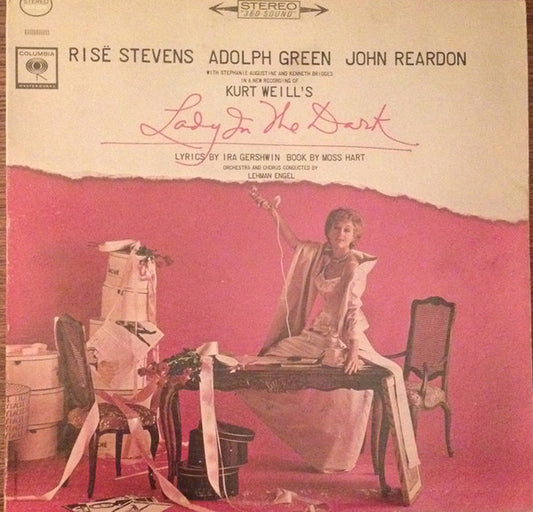 STEREO
STEREO
"360 SOUND"
COLUMBIA
MASTERWORKS
RISË STEVENS ADOLPH GREEN JOHN REARDON
WITH STEPHANIE AUGUSTINE AND KENNETH BRIDGES
IN A NEW RECORDING OF
KURT WEILL'S
Lady In The Dark
LYRICS BY IRA GERSHWIN BOOK BY MOSS HART
ORCHESTRA AND CHORUS CONDUCTED BY
LEHMAN ENGEL